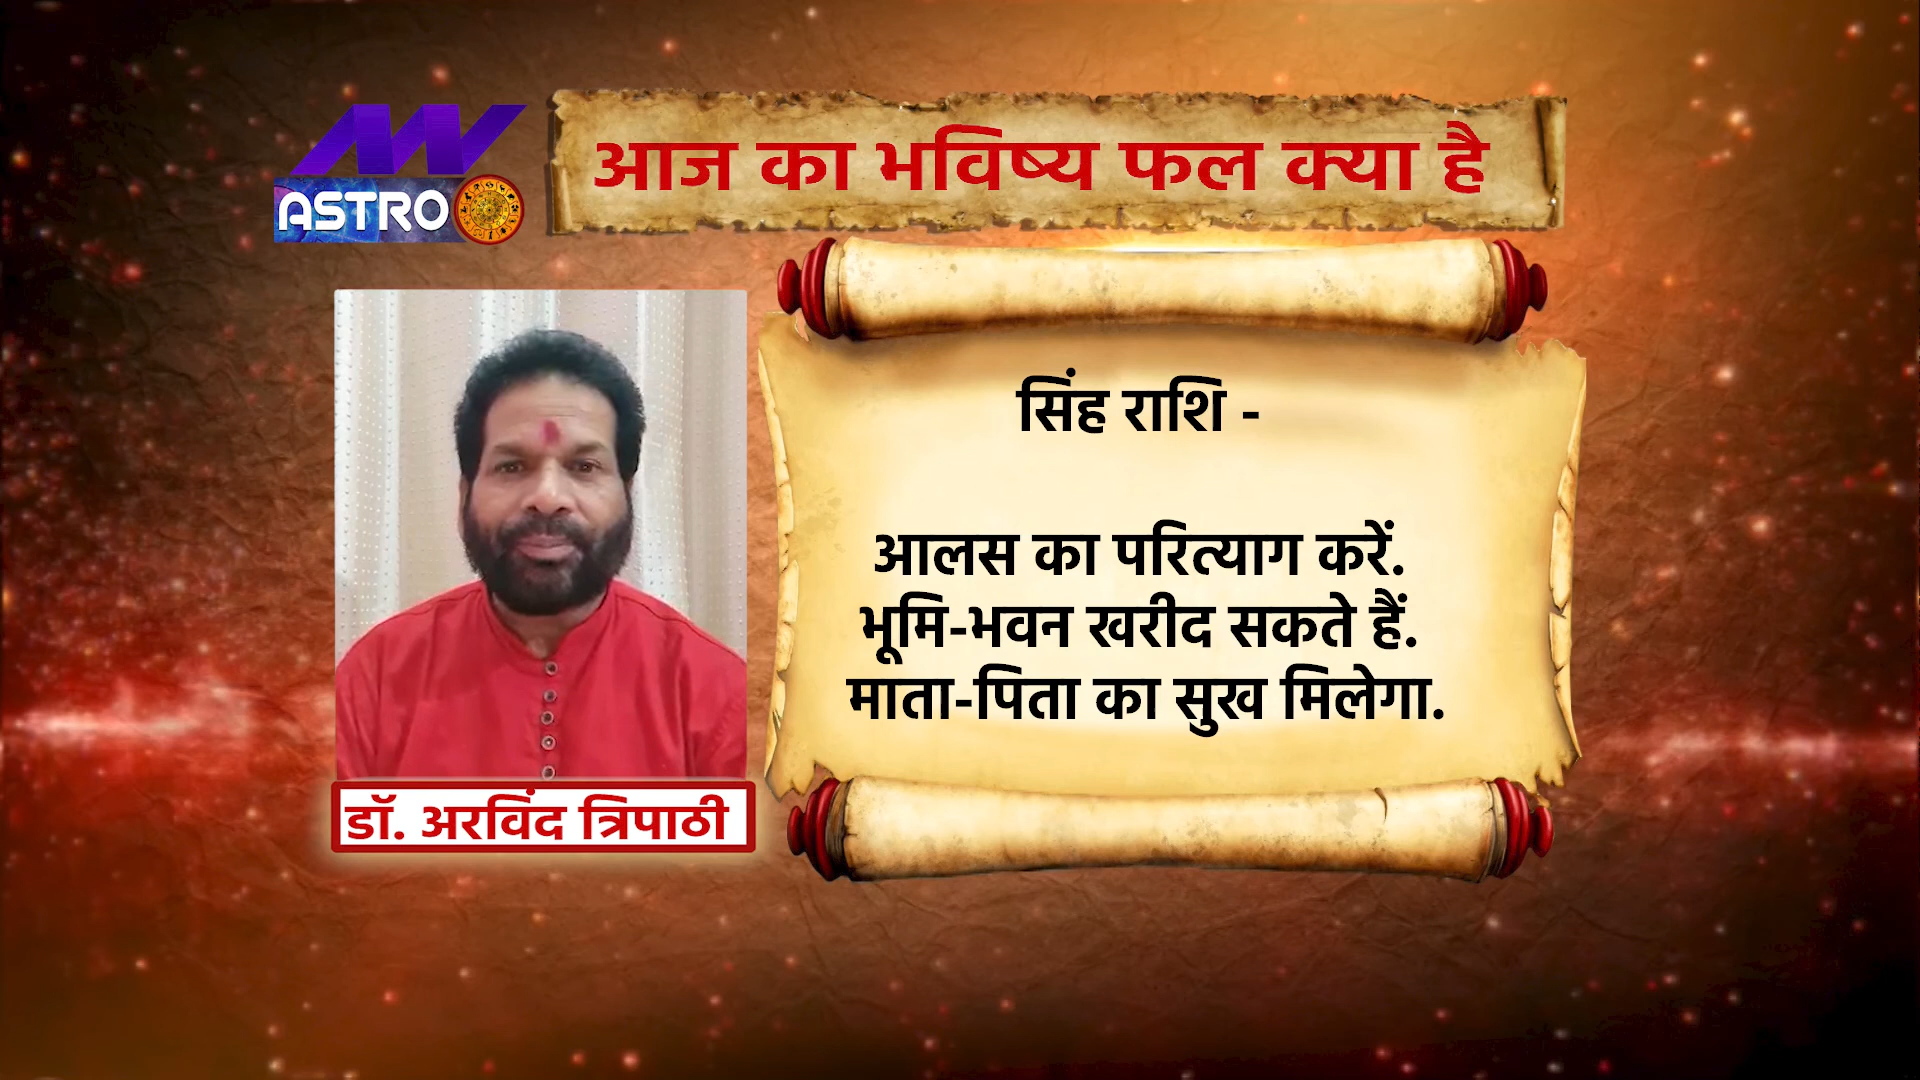 ASTRO
आज का भविष्य फल क्या है
सिंह राशि -
आलस का परित्याग करें.
भूमि-भवन खरीद सकते हैं.
माता-पिता का सुख मिलेगा.
डॉ. अरविंद त्रिपाठी